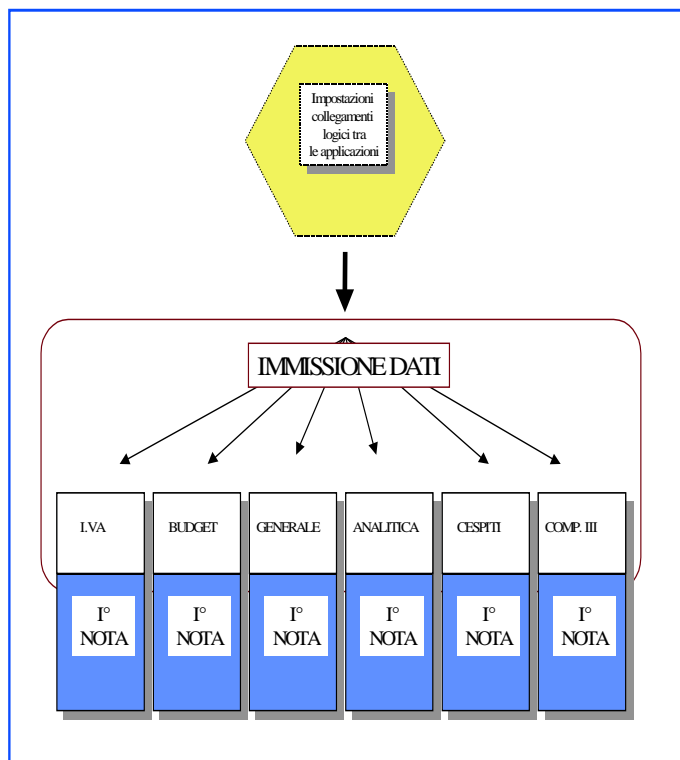 Impostazioni
collegamenti
logici tra
le applicazioni
IMMISSIONE DATI
I.VA
BUDGET
GENERALE
ANALITICA
CESPITI
COMP. III
I°
NOTA
I°
NOTA
I°
NOTA
I°
NOTA
I°
NOTA
I°
NOTA